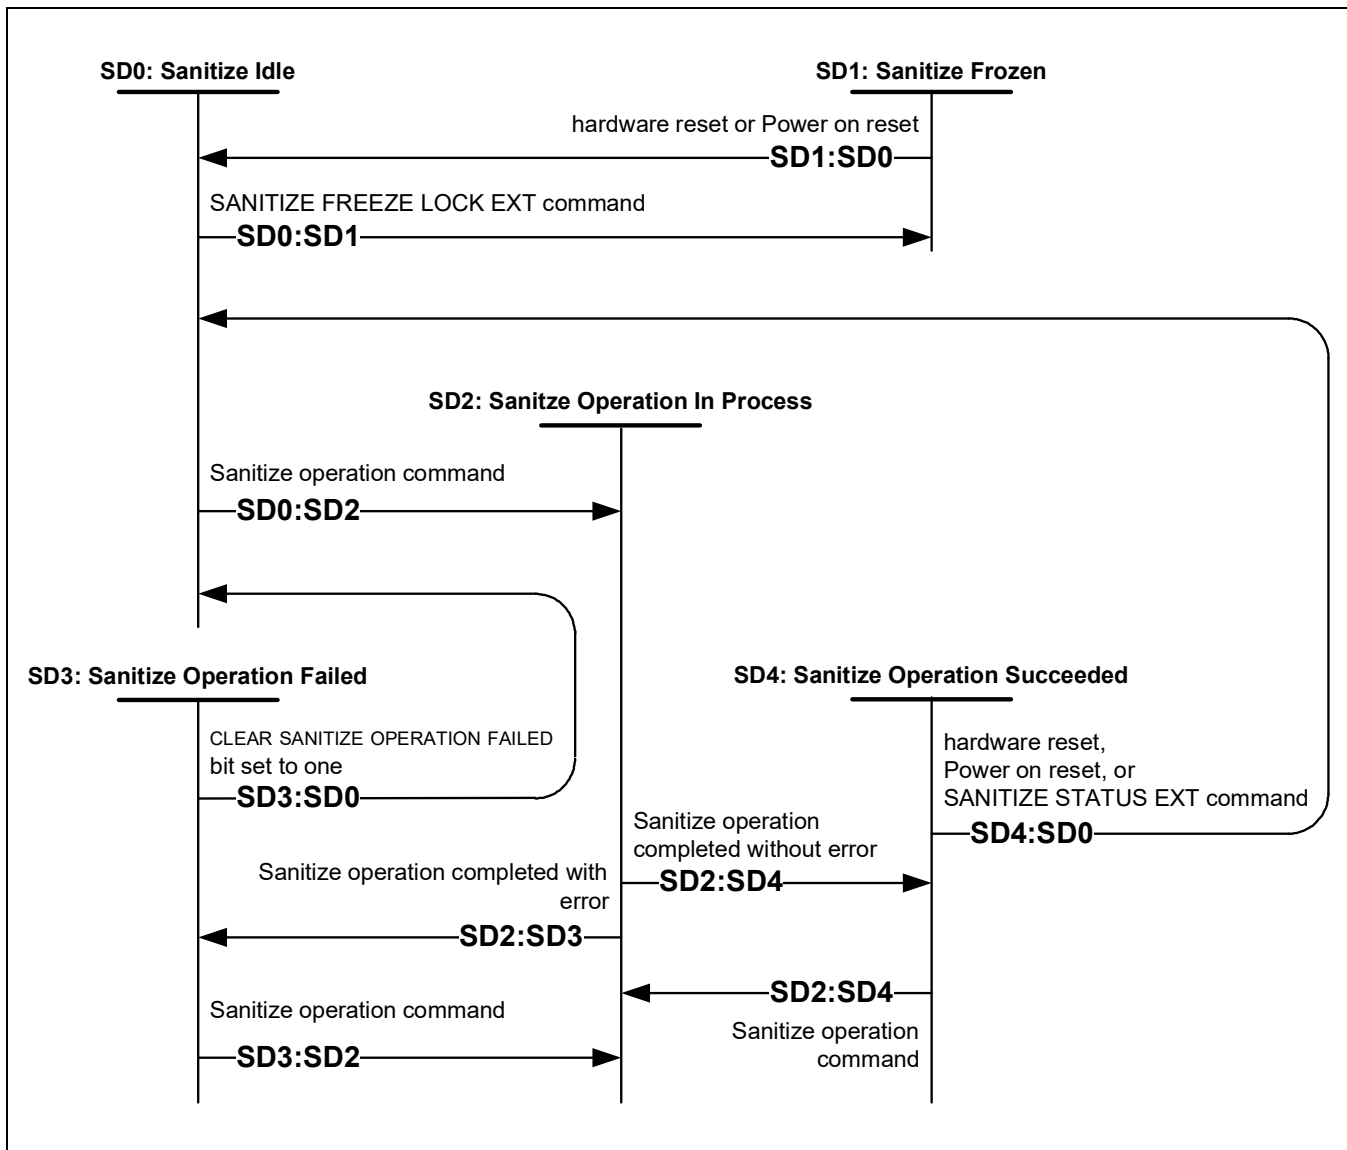 SD0: Sanitize Idle
SD1: Sanitize Frozen
hardware reset or Power on reset
SD1:SD0
SANITIZE FREEZE LOCK EXT command
SD0:SD1
SD2: Sanitze Operation In Process
Sanitize operation command
SD0:SD2
SD3: Sanitize Operation Failed
SD4: Sanitize Operation Succeeded
CLEAR SANITIZE OPERATION FAILED
bit set to one
SD3:SD0
hardware reset,
Power on reset, or
SANITIZE STATUS EXT command
SD4:SD0
Sanitize operation
completed without error
SD2:SD4
Sanitize operation completed with
error
SD2:SD3
SD2:SD4
Sanitize operation
command
Sanitize operation command
SD3:SD2